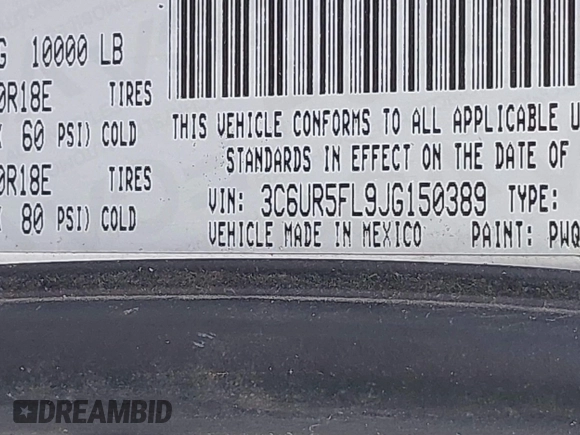 G 10000 LB
0R18E TIRES
60 PSI) COLD
0R18E TIRES
80 PSI) COLD
THIS VEHICLE CONFORMS TO ALL APPLICABLE U
STANDARDS IN EFFECT ON THE DATE OF
VIN: 3C6UR5FL9JG150389 TYPE:
VEHICLE MADE IN MEXICO PAINT: PWQ
DREAMBID